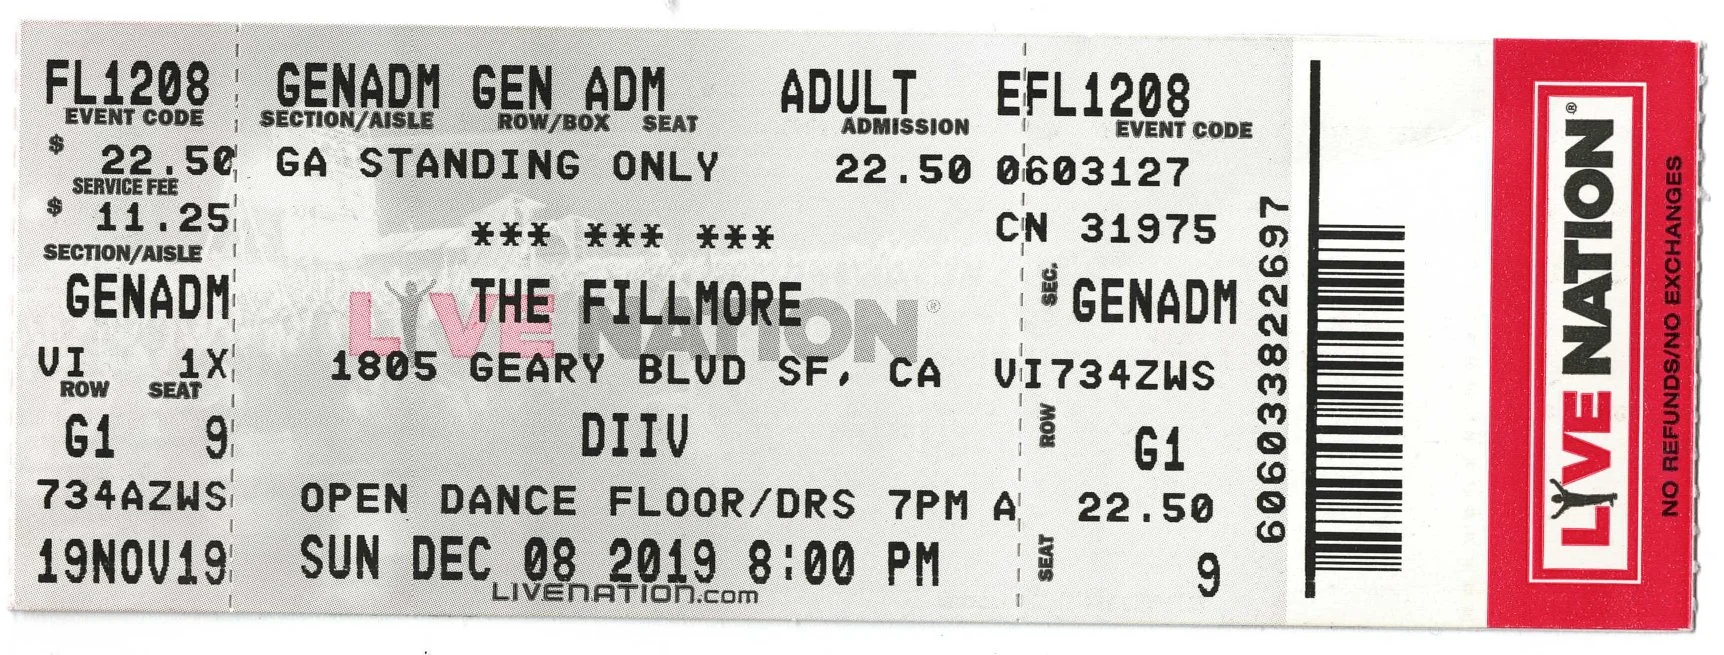 FL1208
EVENT CODE
$ 22.50
SERVICE FEE
$ 11.25
SECTION/AISLE
GENADM
VI 1X
ROW SEAT
G1 9
734AZWS
19NOV19
GENADM GEN ADM ADULT
SECTION/AISLE ROW/BOX SEAT ADMISSION
GA STANDING ONLY 22.50
*** *** ***
LIVE NATION®
THE FILLMORE
1805 GEARY BLVD SF, CA
DIIV
OPEN DANCE FLOOR/DRS 7PM
SUN DEC 08 2019 8:00 PM
LIVENATION.com
EFL1208
EVENT CODE
0603127
CN 31975
SEC.
GENADM
VI734ZWS
ROW
G1
A 22.50
SEAT
9
606033822697
LIVE NATION®
NO REFUNDS/NO EXCHANGES